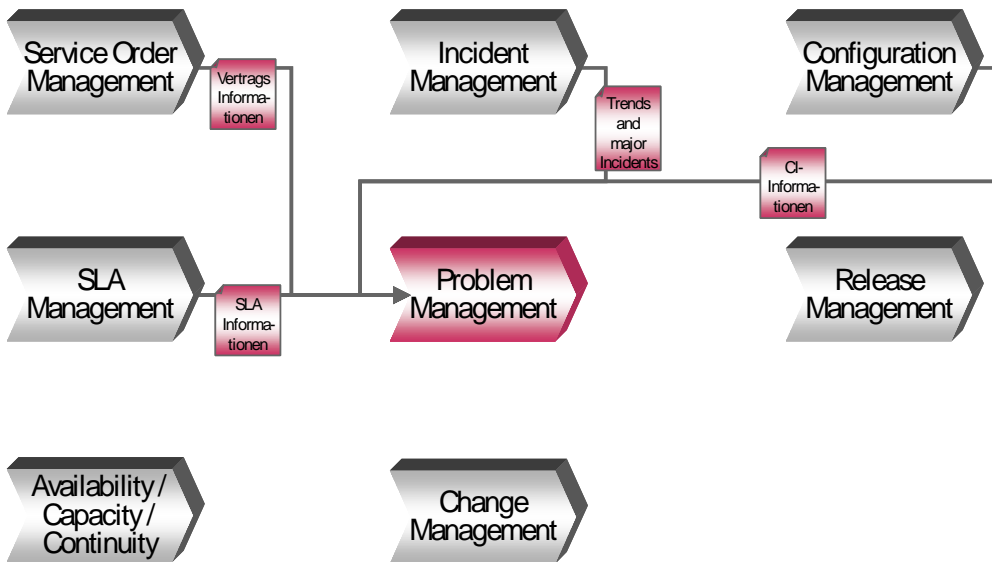 Service Order
Management
Vertrags
Informa-
tionen
Incident
Management
Trends
and
major
Incidents
Configuration
Management
CI-
Informa-
tionen
SLA
Management
SLA
Informa-
tionen
Problem
Management
Release
Management
Availability /
Capacity /
Continuity
Change
Management